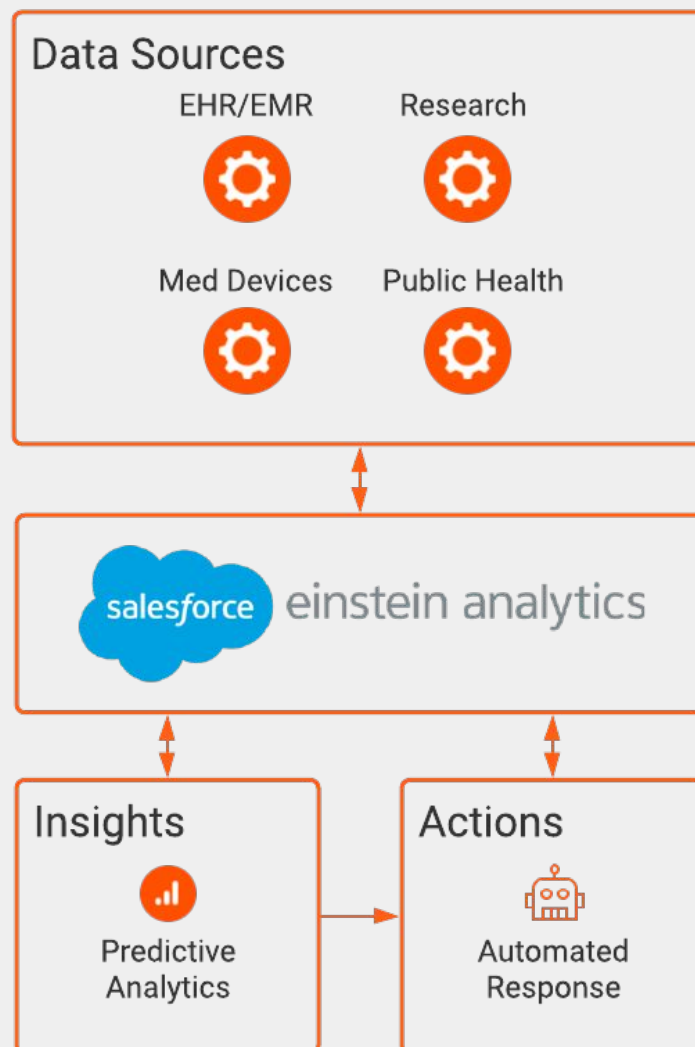 Data Sources
EHR/EMR
Research
Med Devices
Public Health
salesforce
einstein analytics
Insights
Predictive
Analytics
Actions
Automated
Response